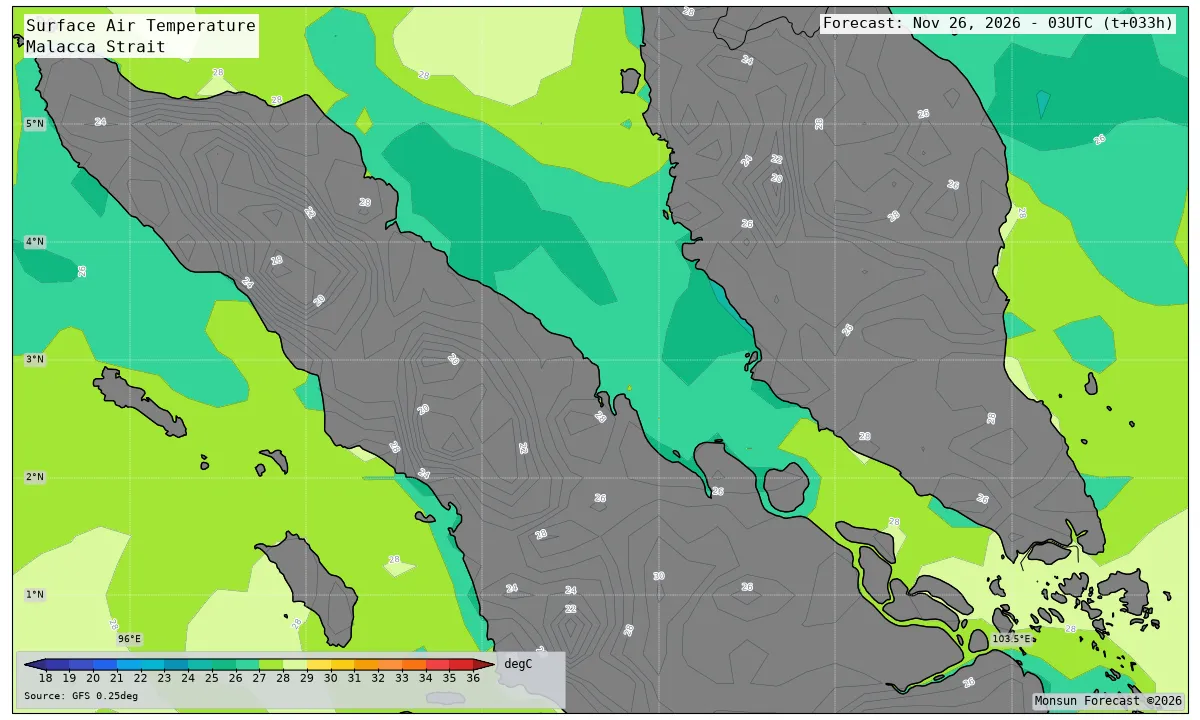 Surface Air Temperature
Malacca Strait
Forecast: Nov 26, 2026 - 03UTC (t+033h)
5°N
4°N
3°N
2°N
1°N
96°E
103.5°E
degC
18 19 20 21 22 23 24 25 26 27 28 29 30 31 32 33 34 35 36
Source: GFS 0.25deg
Monsun Forecast ©2026